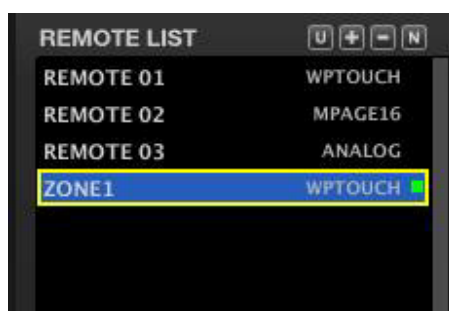 REMOTE LIST U + - N
REMOTE 01 WPTOUCH
REMOTE 02 MPAGE16
REMOTE 03 ANALOG
ZONE1 WPTOUCH